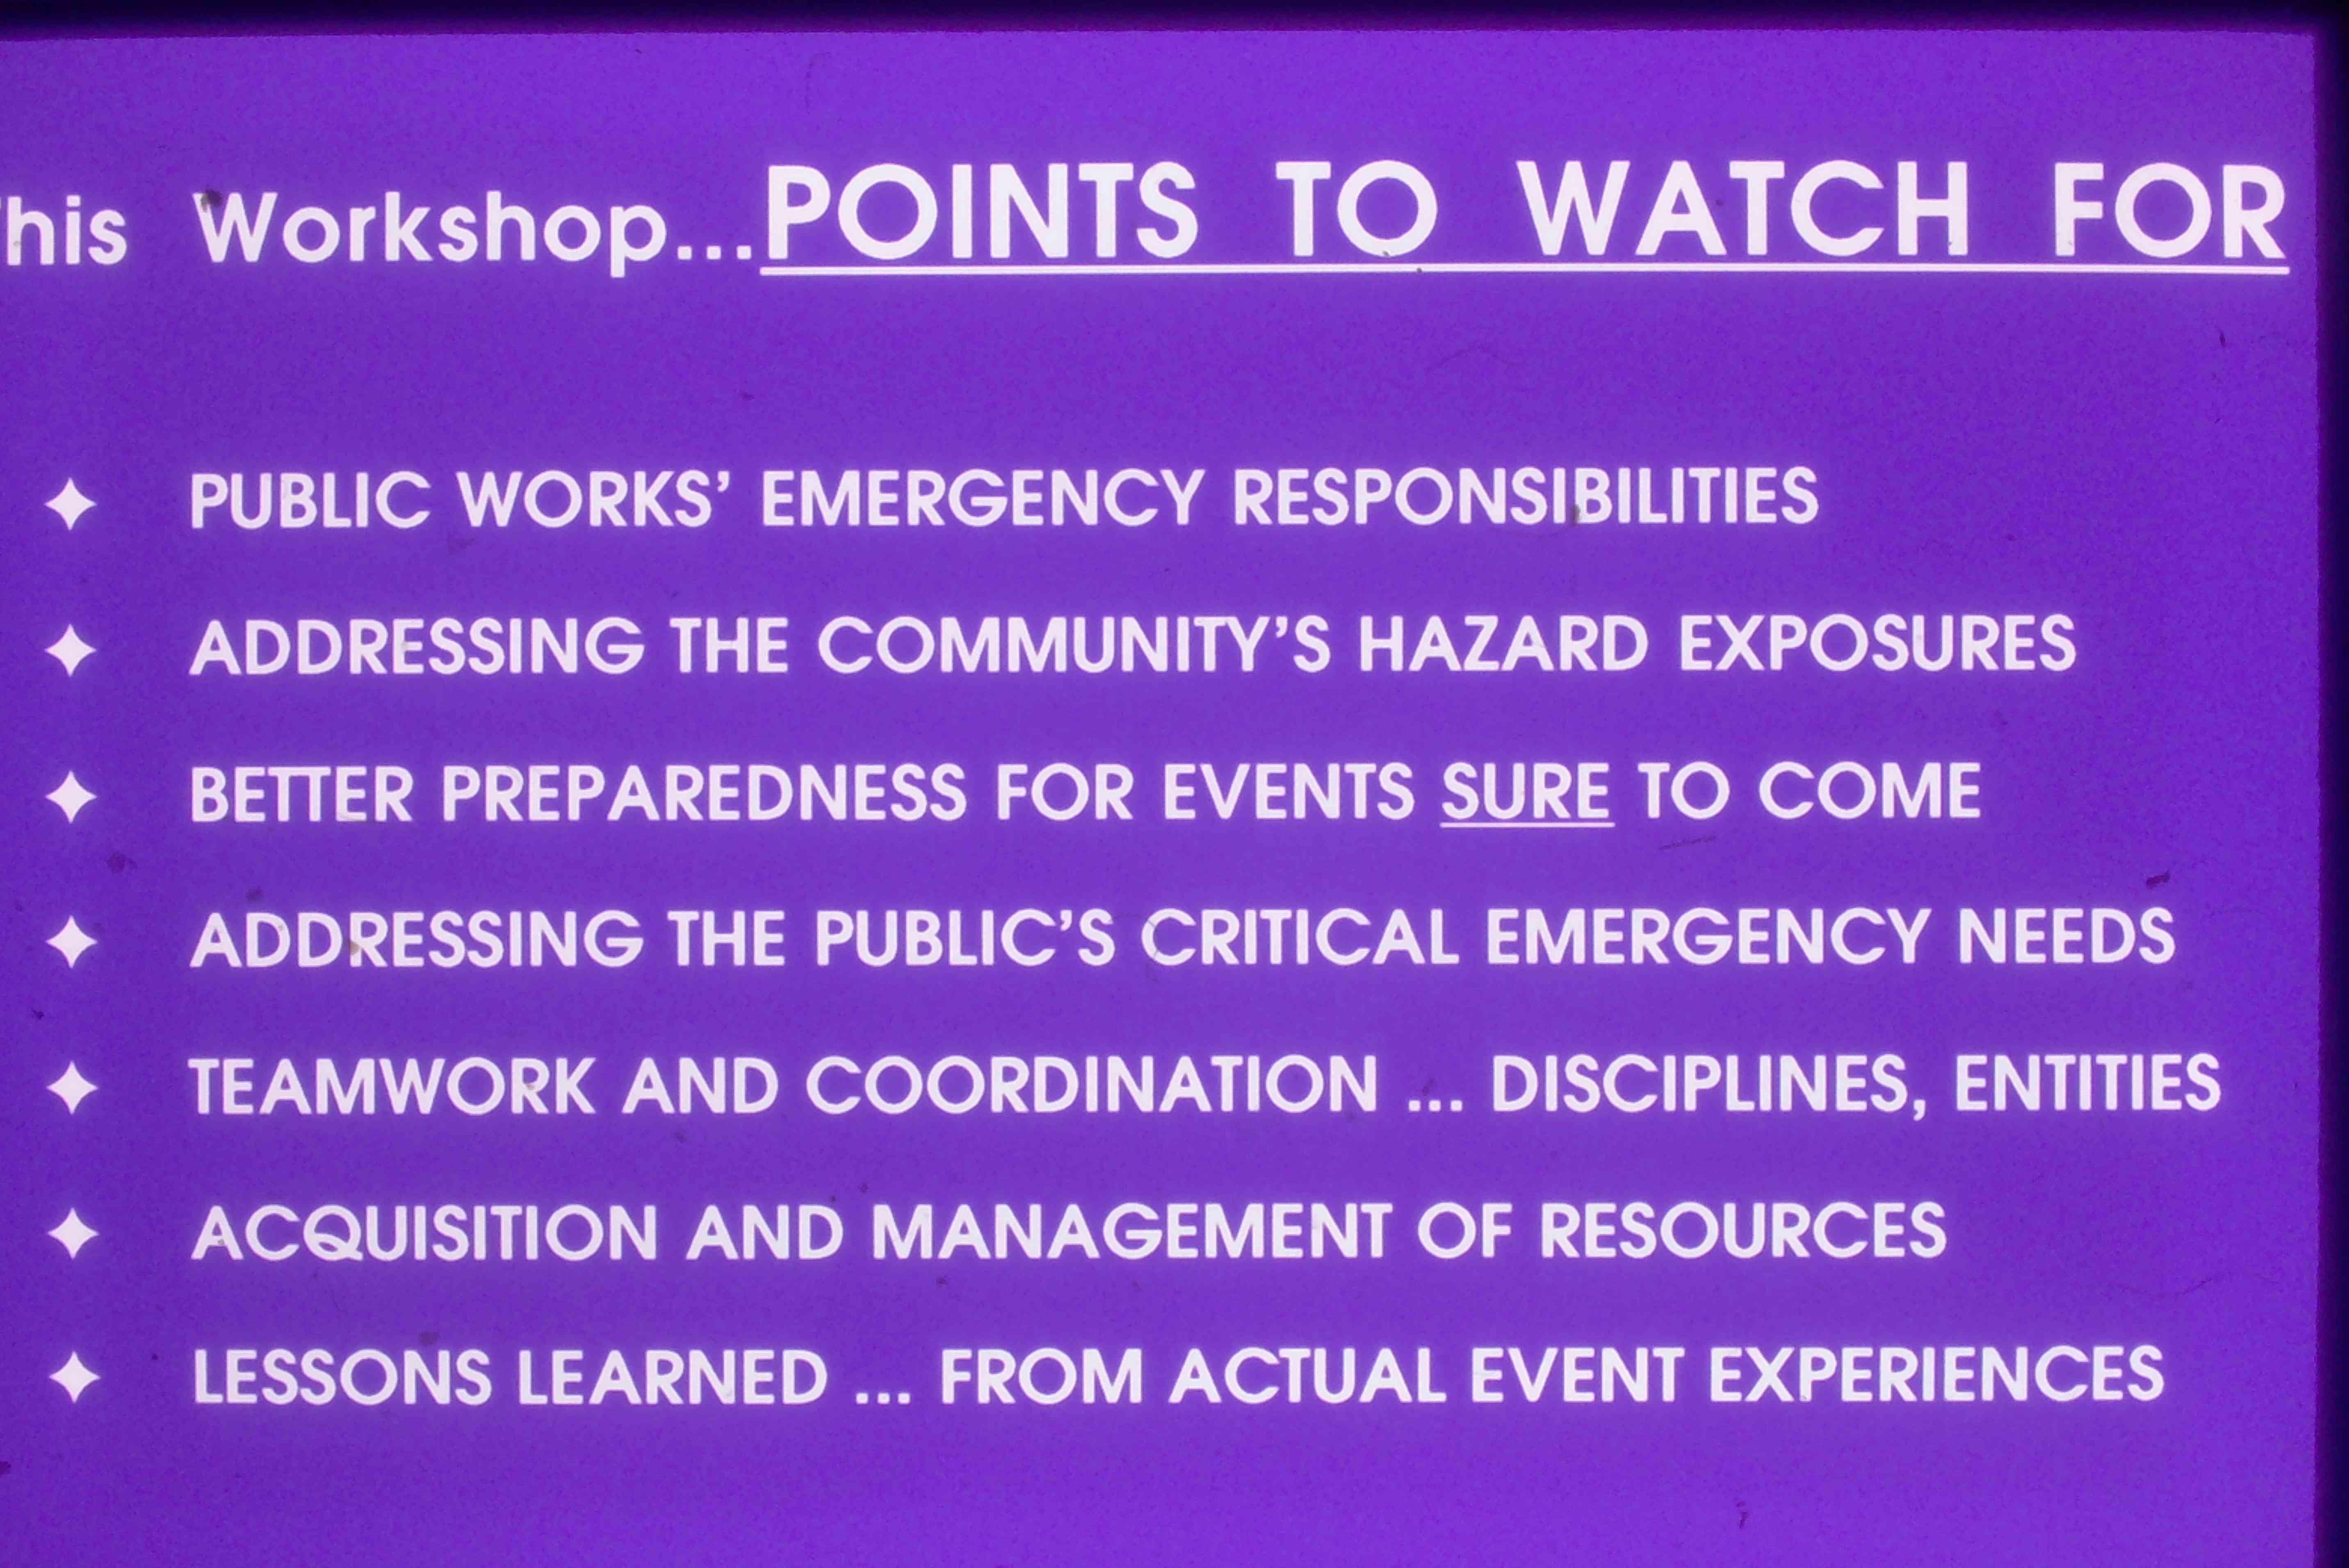 This Workshop...POINTS TO WATCH FOR
✦ PUBLIC WORKS’ EMERGENCY RESPONSIBILITIES
✦ ADDRESSING THE COMMUNITY’S HAZARD EXPOSURES
✦ BETTER PREPAREDNESS FOR EVENTS SURE TO COME
✦ ADDRESSING THE PUBLIC’S CRITICAL EMERGENCY NEEDS
✦ TEAMWORK AND COORDINATION ... DISCIPLINES, ENTITIES
✦ ACQUISITION AND MANAGEMENT OF RESOURCES
✦ LESSONS LEARNED ... FROM ACTUAL EVENT EXPERIENCES